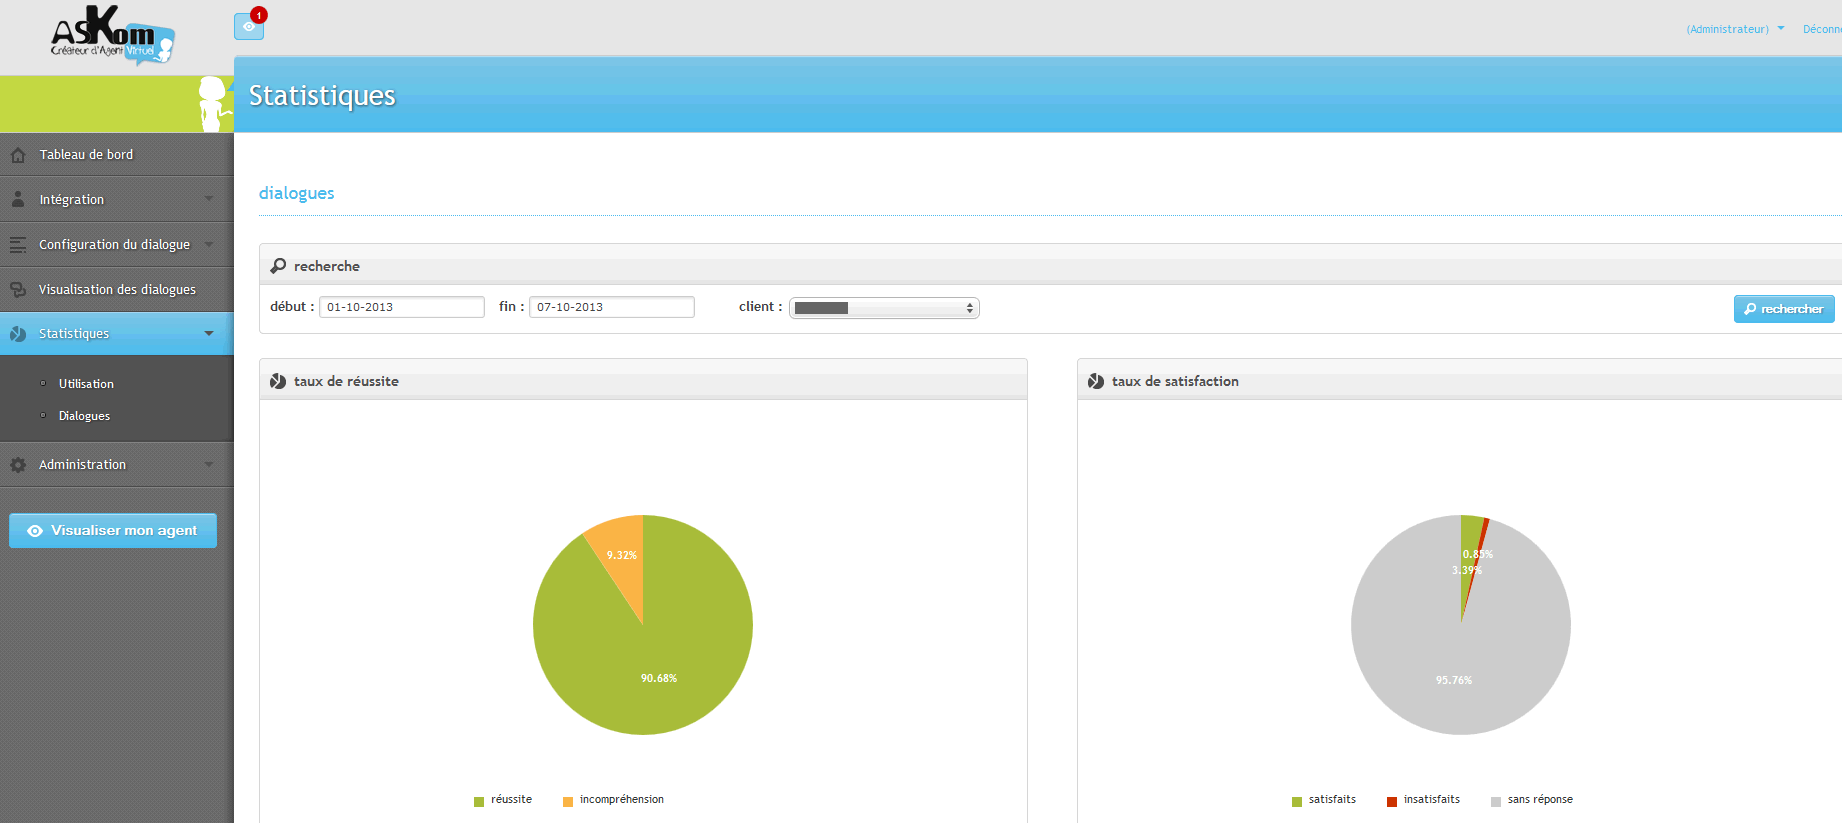 ASKom
Créateur d'Agent Virtuel
1
(Administrateur)
Déconn
Statistiques
Tableau de bord
Intégration
Configuration du dialogue
Visualisation des dialogues
Statistiques
Utilisation
Dialogues
Administration
Visualiser mon agent
dialogues
recherche
début : 01-10-2013 fin : 07-10-2013 client :
rechercher
taux de réussite
9.32%
90.68%
réussite incompréhension
taux de satisfaction
0.85%
3.39%
95.76%
satisfaits insatisfaits sans réponse